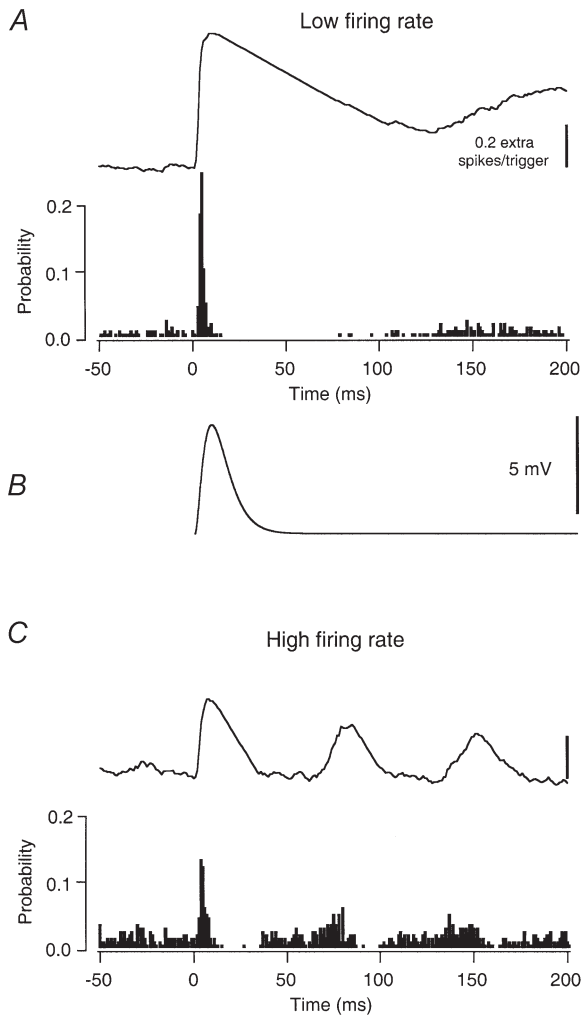 A
Low firing rate
0.2 extra
spikes/trigger
0.2
0.1
0.0
Probability
-50 0 50 100 150 200
Time (ms)
B
5 mV
C
High firing rate
0.2
0.1
0.0
Probability
-50 0 50 100 150 200
Time (ms)